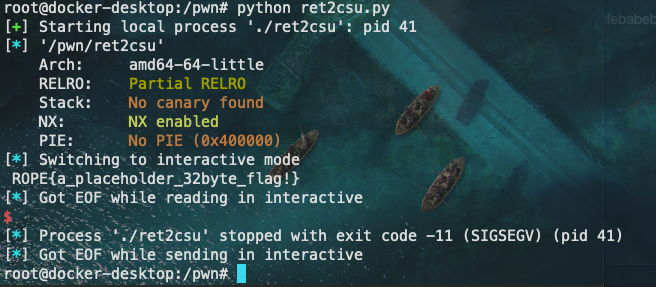 root@docker-desktop:/pwn# python ret2csu.py
[+] Starting local process './ret2csu': pid 41
[*] '/pwn/ret2csu'
    Arch:     amd64-64-little
    RELRO:    Partial RELRO
    Stack:    No canary found
    NX:       NX enabled
    PIE:      No PIE (0x400000)
[*] Switching to interactive mode
 ROPE{a_placeholder_32byte_flag!}
[*] Got EOF while reading in interactive
$
[*] Process './ret2csu' stopped with exit code -11 (SIGSEGV) (pid 41)
[*] Got EOF while sending in interactive
root@docker-desktop:/pwn#